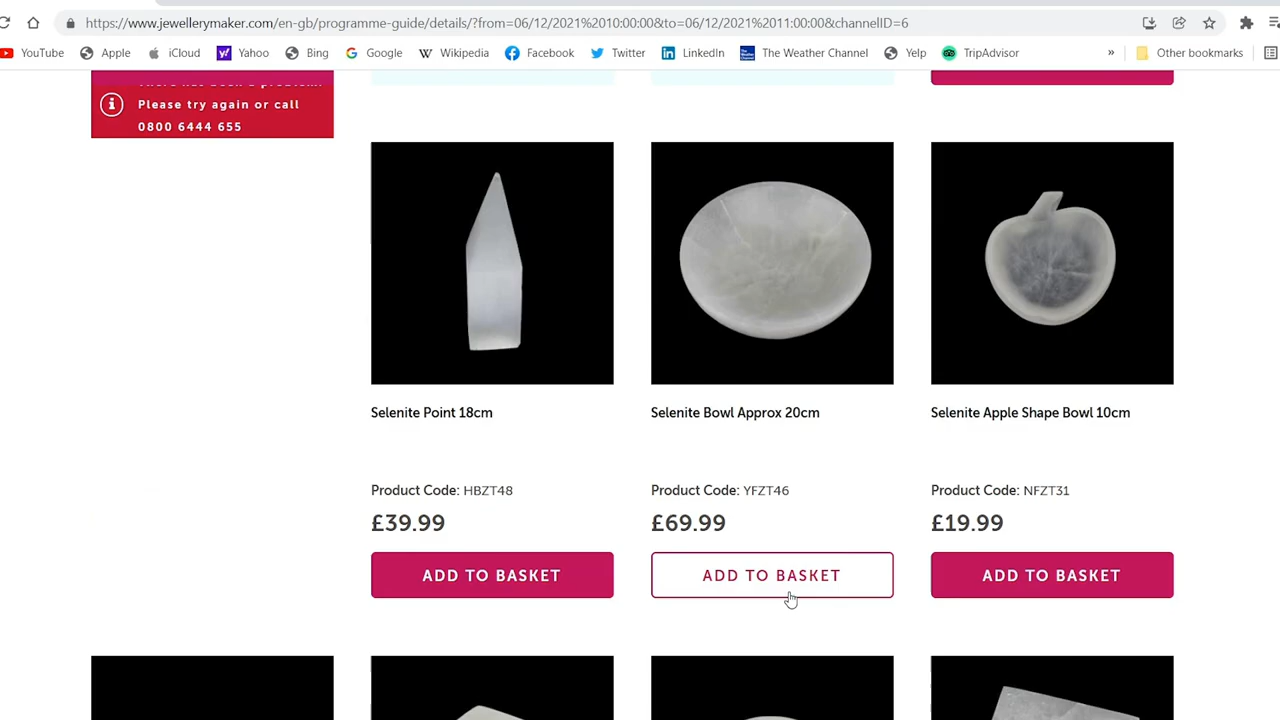 https://www.jewellerymaker.com/en-gb/programme-guide/details/?from=06/12/2021%2010:00:00&to=06/12/2021%2011:00:00&channelID=6
YouTube Apple iCloud Yahoo Bing Google Wikipedia Facebook Twitter LinkedIn The Weather Channel Yelp TripAdvisor » Other bookmarks
Please try again or call
0800 6444 655
Selenite Point 18cm
Product Code: HBZT48
£39.99
ADD TO BASKET
Selenite Bowl Approx 20cm
Product Code: YFZT46
£69.99
ADD TO BASKET
Selenite Apple Shape Bowl 10cm
Product Code: NFZT31
£19.99
ADD TO BASKET